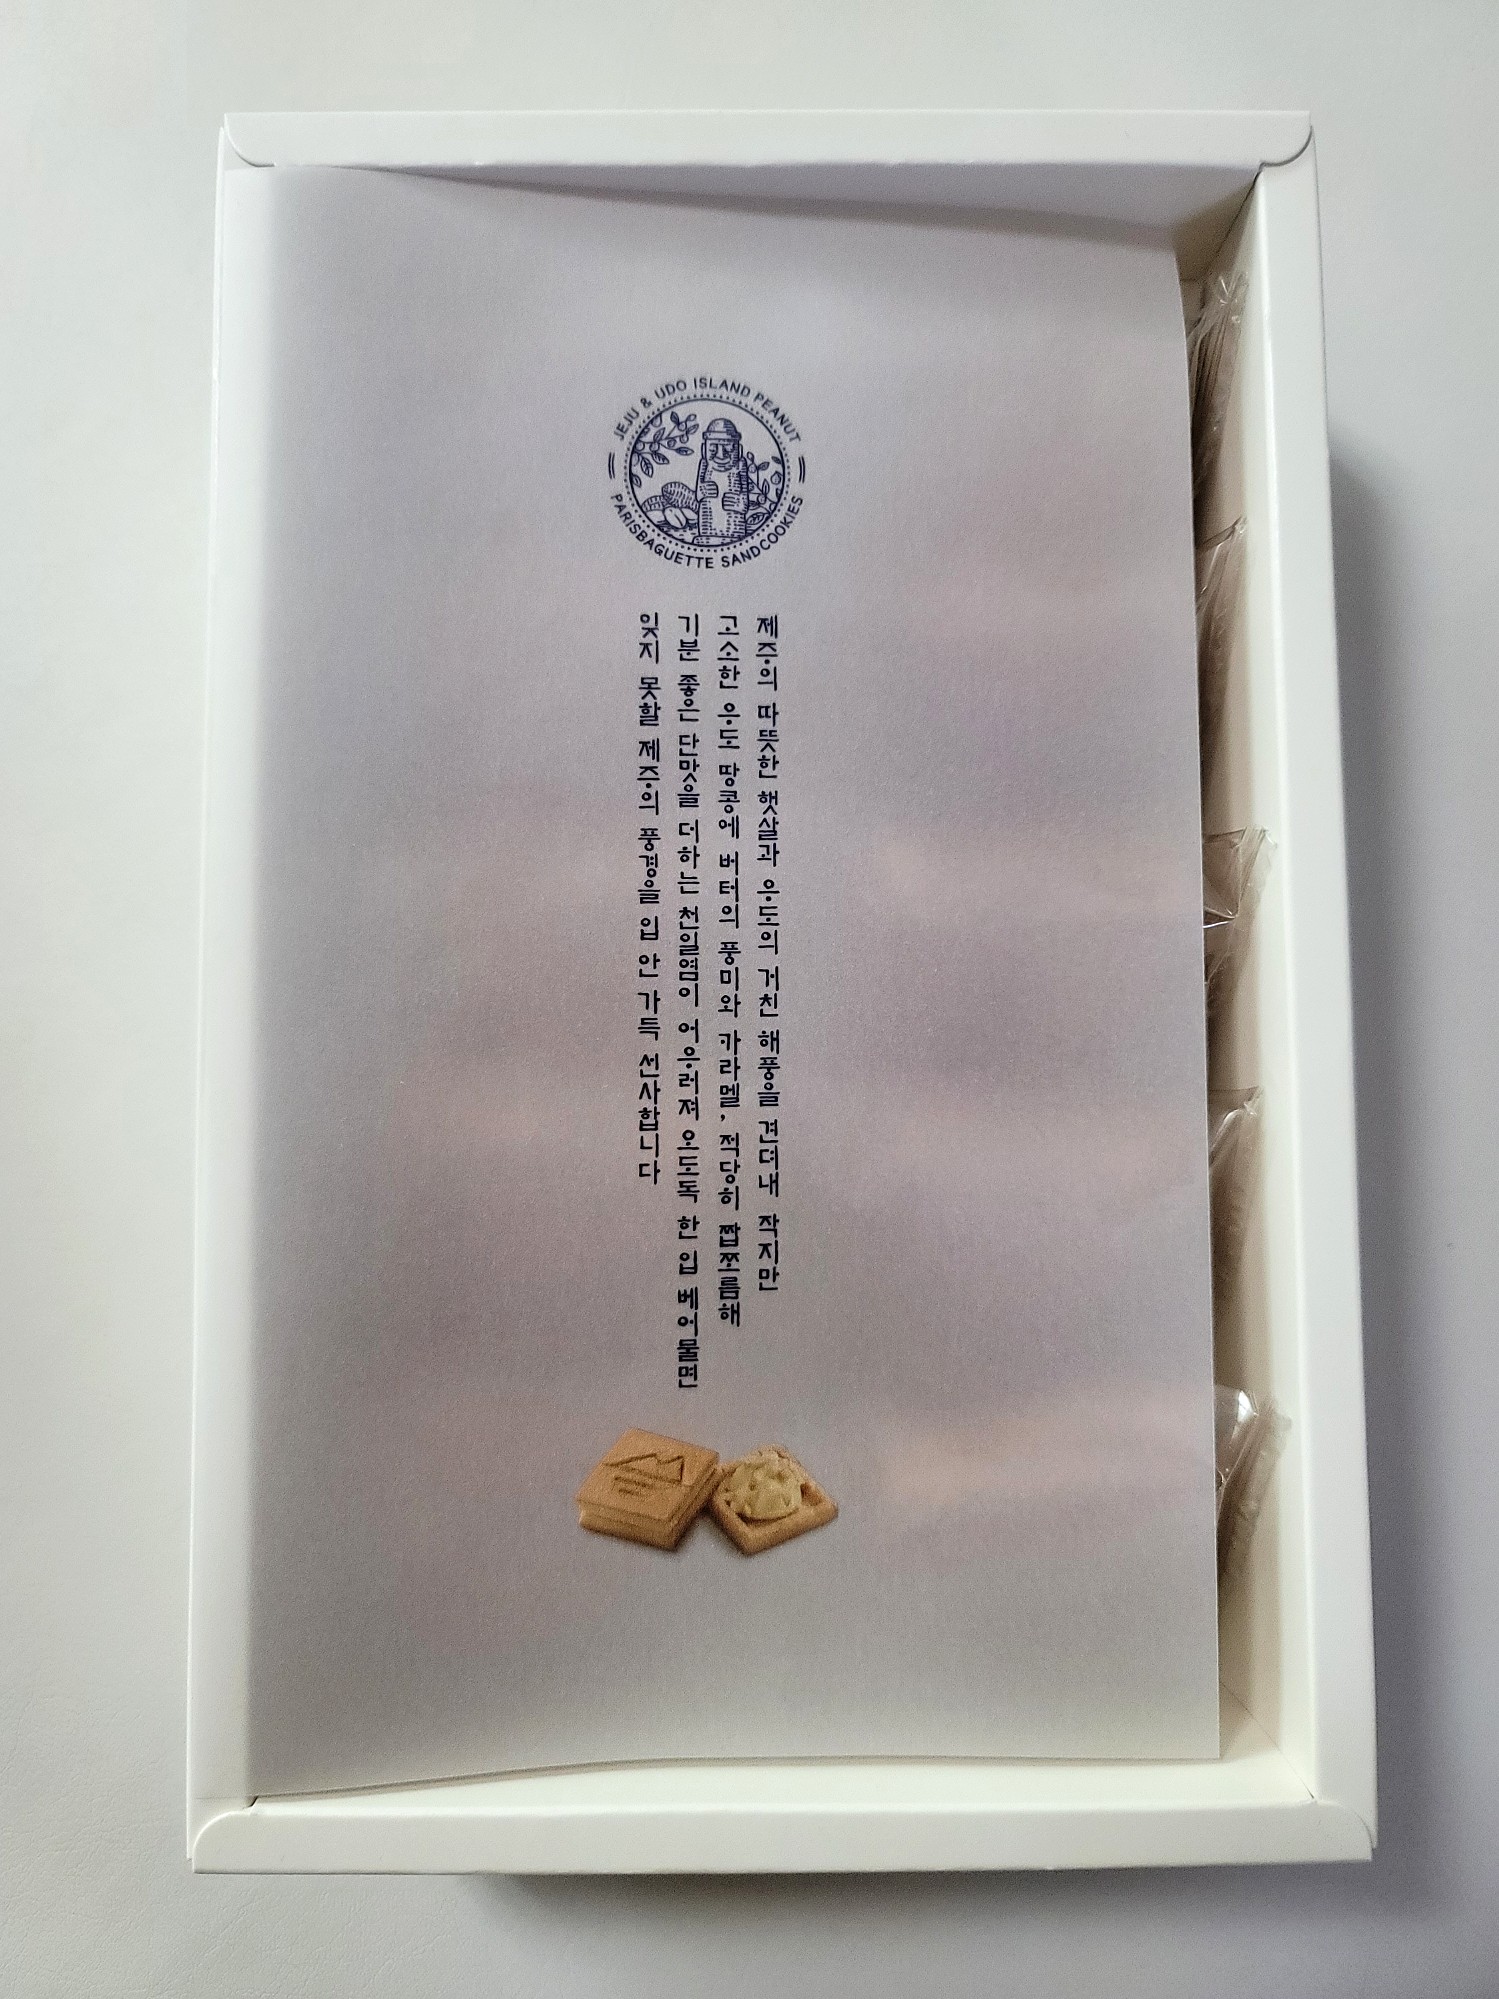 JEJU & UDO ISLAND PEANUT
PARISBAGUETTE SANDCOOKIES
제주의 따뜻한 햇살과 우도의 거친 해풍을 견뎌내 작지만
고소한 우도 땅콩에 버터의 풍미와 카라멜, 적당히 짭쪼름해
기분 좋은 단맛을 더하는 천일염이 어우러져 오도독 한 입 베어물면
잊지 못할 제주의 풍경을 입 안 가득 선사합니다